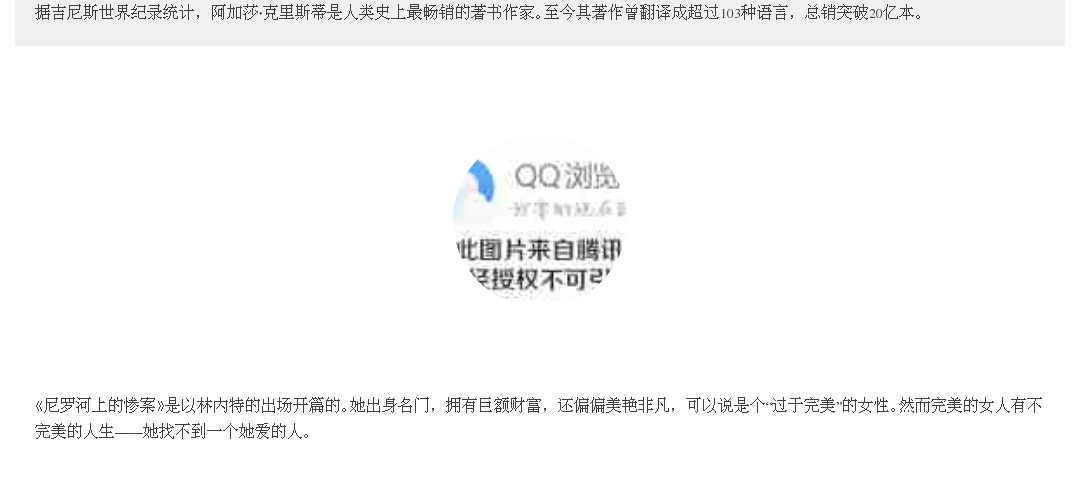 据吉尼斯世界纪录统计，阿加莎·克里斯蒂是人类史上最畅销的著书作家。至今其著作曾翻译成超过103种语言，总销突破20亿本。
QQ浏览
此图片来自腾讯
经授权不可引
《尼罗河上的惨案》是以林内特的出场开篇的。她出身名门，拥有巨额财富，还偏偏美艳非凡，可以说是个“过于完美”的女性。然而完美的女人有不
完美的人生——她找不到一个她爱的人。